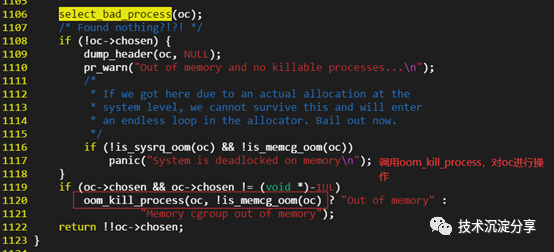 1105
1106 select_bad_process(oc);
1107 /* Found nothing?!?! */
1108 if (!oc->chosen) {
1109 dump_header(oc, NULL);
1110 pr_warn("Out of memory and no killable processes...\n");
1111 /*
1112 * If we got here due to an actual allocation at the
1113 * system level, we cannot survive this and will enter
1114 * an endless loop in the allocator. Bail out now.
1115 */
1116 if (!is_sysrq_oom(oc) && !is_memcg_oom(oc))
1117 panic("System is deadlocked on memory\n");
调用oom_kill_process，对oc进行操
作
1118 }
1119 if (oc->chosen && oc->chosen != (void *)-1UL)
1120 oom_kill_process(oc, !is_memcg_oom(oc) ? "Out of memory" :
1121 "Memory cgroup out of memory");
1122 return !!oc->chosen;
1123 }
技术沉淀分享